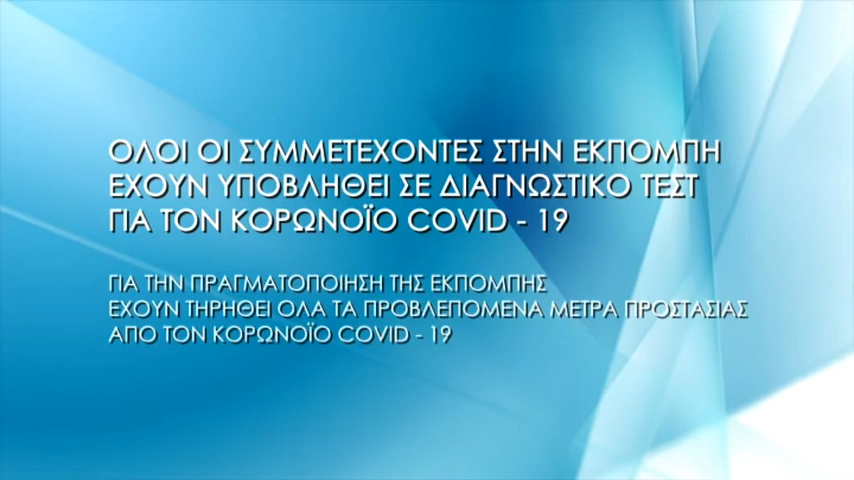 ΟΛΟΙ ΟΙ ΣΥΜΜΕΤΕΧΟΝΤΕΣ ΣΤΗΝ ΕΚΠΟΜΠΗ
ΕΧΟΥΝ ΥΠΟΒΛΗΘΕΙ ΣΕ ΔΙΑΓΝΩΣΤΙΚΟ ΤΕΣΤ
ΓΙΑ ΤΟΝ ΚΟΡΩΝΟΪΟ COVID - 19
ΓΙΑ ΤΗΝ ΠΡΑΓΜΑΤΟΠΟΙΗΣΗ ΤΗΣ ΕΚΠΟΜΠΗΣ
ΕΧΟΥΝ ΤΗΡΗΘΕΙ ΟΛΑ ΤΑ ΠΡΟΒΛΕΠΟΜΕΝΑ ΜΕΤΡΑ ΠΡΟΣΤΑΣΙΑΣ
ΑΠΟ ΤΟΝ ΚΟΡΩΝΟΪΟ COVID - 19